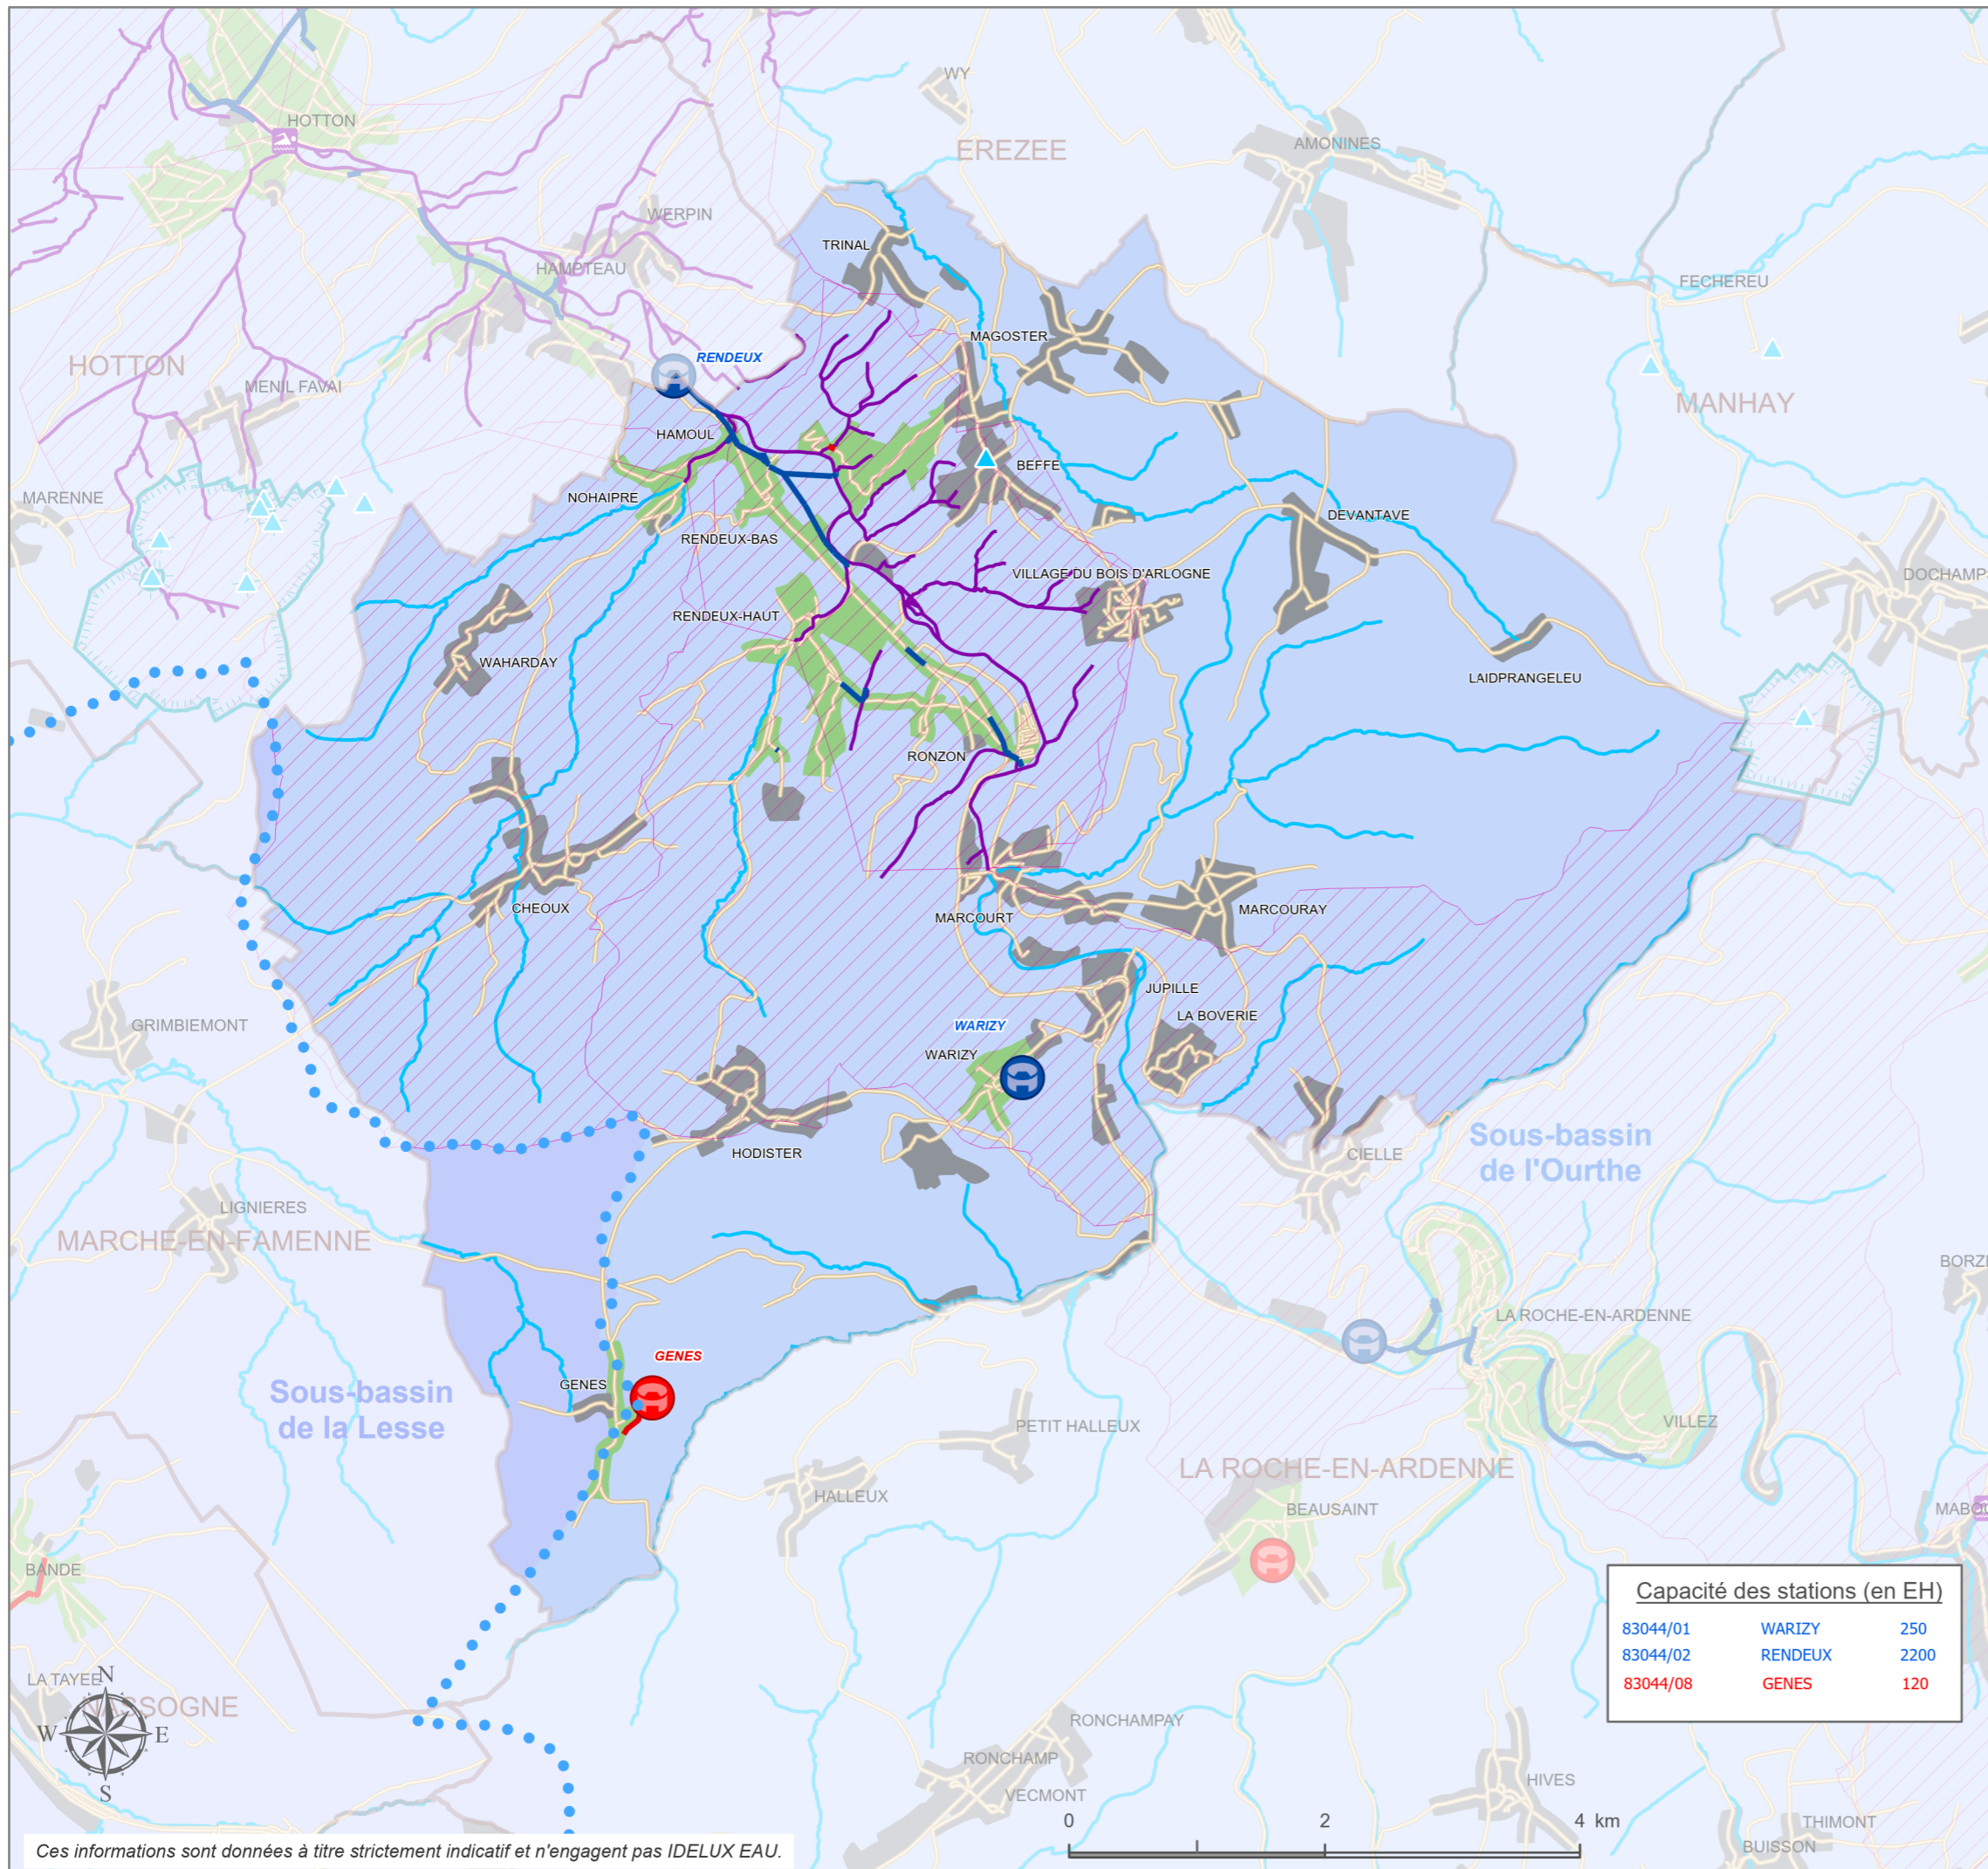 WY
HOTTON
EREZEE
AMONINES
WERPIN
TRINAL
HAMPTEAU
FECHEREU
MAGOSTER
RENDEUX
HOTTON
MENIL FAVAI
MANHAY
HAMOUL
BEFFE
MARENNE
NOHAIPRE
DEVANTAVE
RENDEUX-BAS
VILLAGE DU BOIS D'ARLOGNE
DOCHAMPS
RENDEUX-HAUT
WAHARDAY
LAIDPRANGELEU
RONZON
CHEOUX
MARCOURT
MARCOURAY
JUPILLE
LA BOVERIE
GRIMBIEMONT
WARIZY
WARIZY
HODISTER
CIELLE
Sous-bassin
de l'Ourthe
LIGNIERES
MARCHE-EN-FAMENNE
BORZE
LA ROCHE-EN-ARDENNE
GENES
GENES
Sous-bassin
de la Lesse
PETIT HALLEUX
VILLEZ
LA ROCHE-EN-ARDENNE
HALLEUX
BEAUSAINT
MABO
BANDE
Capacité des stations (en EH)
83044/01 WARIZY 250
83044/02 RENDEUX 2200
83044/08 GENES 120
LA TAYEE
N
NASSOGNE
W E
S
RONCHAMPAY
RONCHAMP
VECMONT
HIVES
THIMONT
BUISSON
0 2 4 km
Ces informations sont données à titre strictement indicatif et n'engagent pas IDELUX EAU.